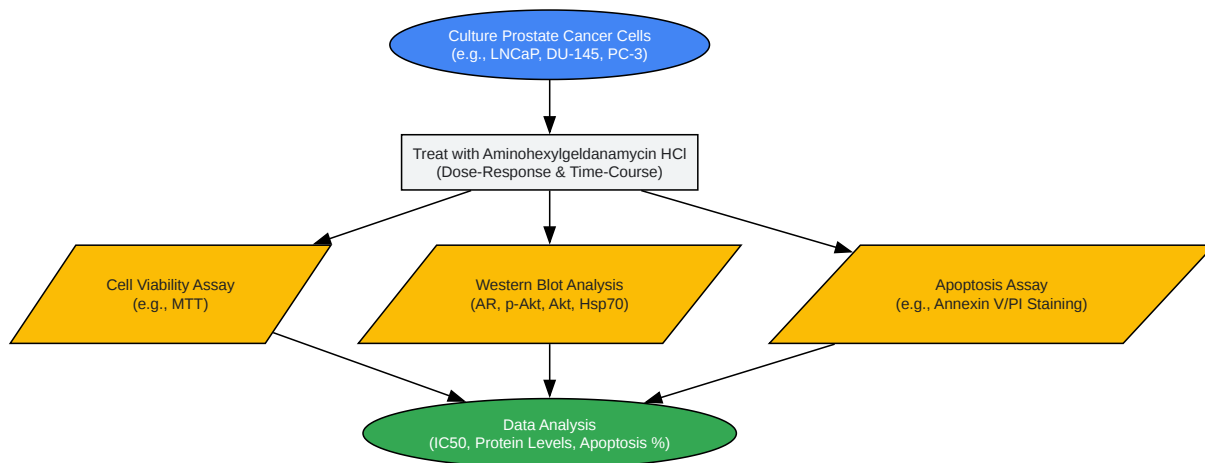 Culture Prostate Cancer Cells
(e.g., LNCaP, DU-145, PC-3)
Treat with Aminohexylgeldanamycin HCl
(Dose-Response & Time-Course)
Cell Viability Assay
(e.g., MTT)
Western Blot Analysis
(AR, p-Akt, Akt, Hsp70)
Apoptosis Assay
(e.g., Annexin V/PI Staining)
Data Analysis
(IC50, Protein Levels, Apoptosis %)